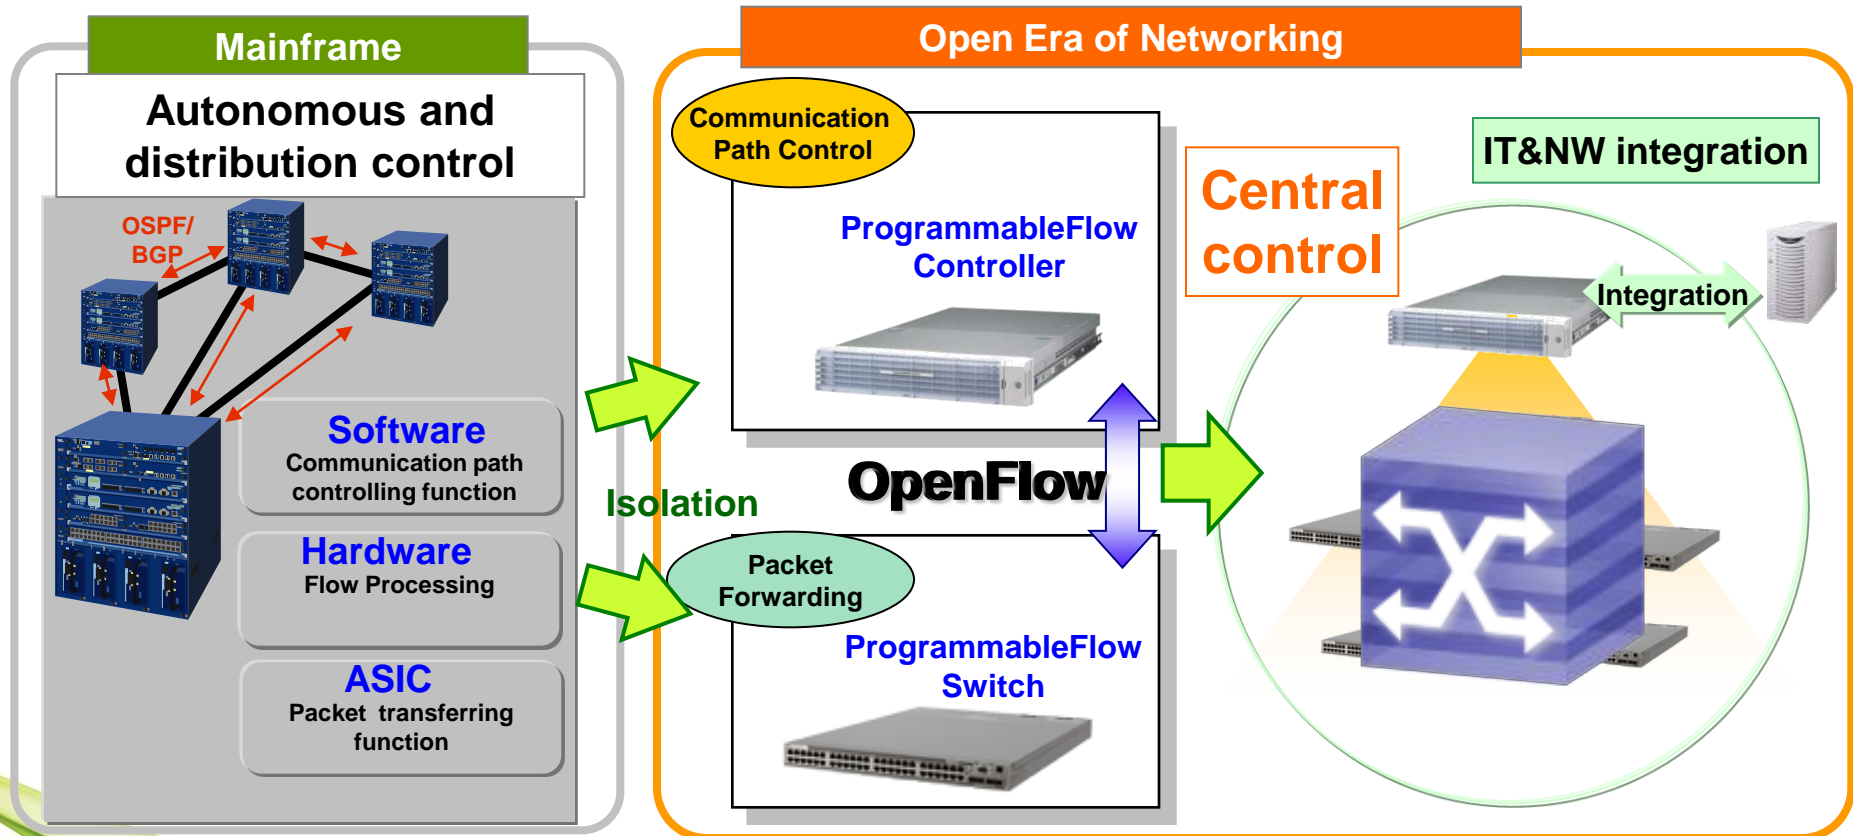 Mainframe
Autonomous and
distribution control
OSPF/
BGP
Software
Communication path
controlling function
Hardware
Flow Processing
ASIC
Packet transferring
function
Isolation
Open Era of Networking
Communication
Path Control
ProgrammableFlow
Controller
OpenFlow
Packet
Forwarding
ProgrammableFlow
Switch
Central
control
IT&NW integration
Integration